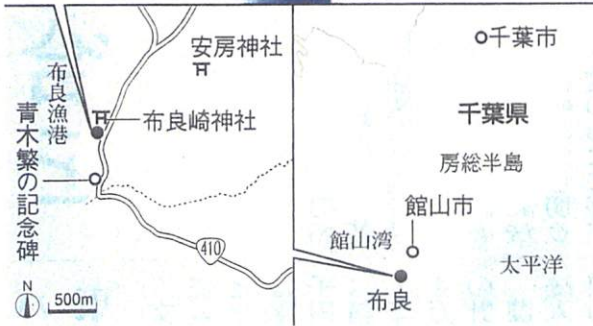 安房神社
布良崎神社
布良漁港
青木繁の記念碑
410
N
500m
千葉市
千葉県
房総半島
館山市
館山湾
太平洋
布良